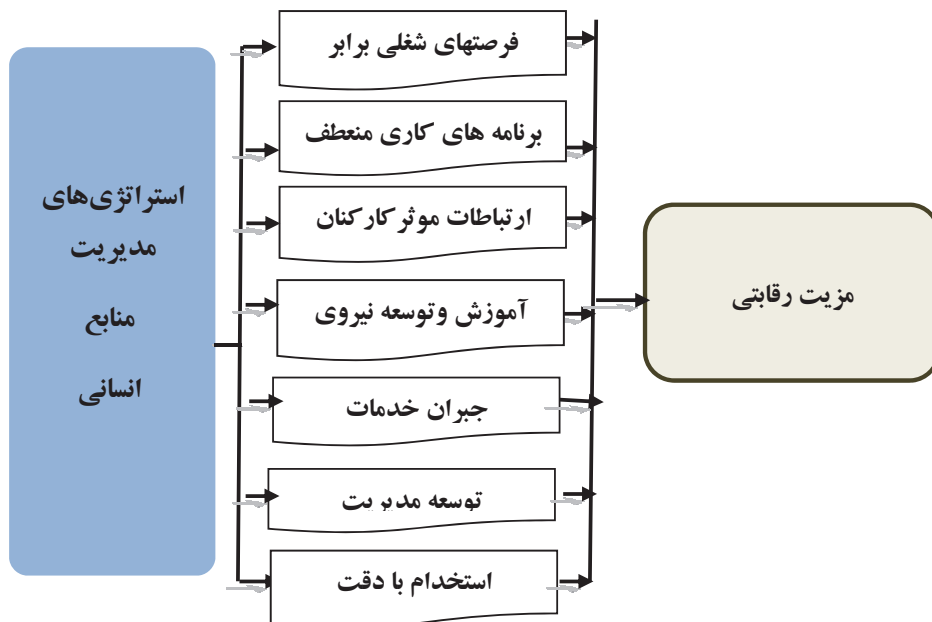 استراتژی‌های
مدیریت
منابع
انسانی
فرصتهای شغلی برابر
برنامه های کاری منعطف
ارتباطات موثر کارکنان
آموزش وتوسعه نیروی
جبران خدمات
توسعه مدیریت
استخدام با دقت
مزیت رقابتی